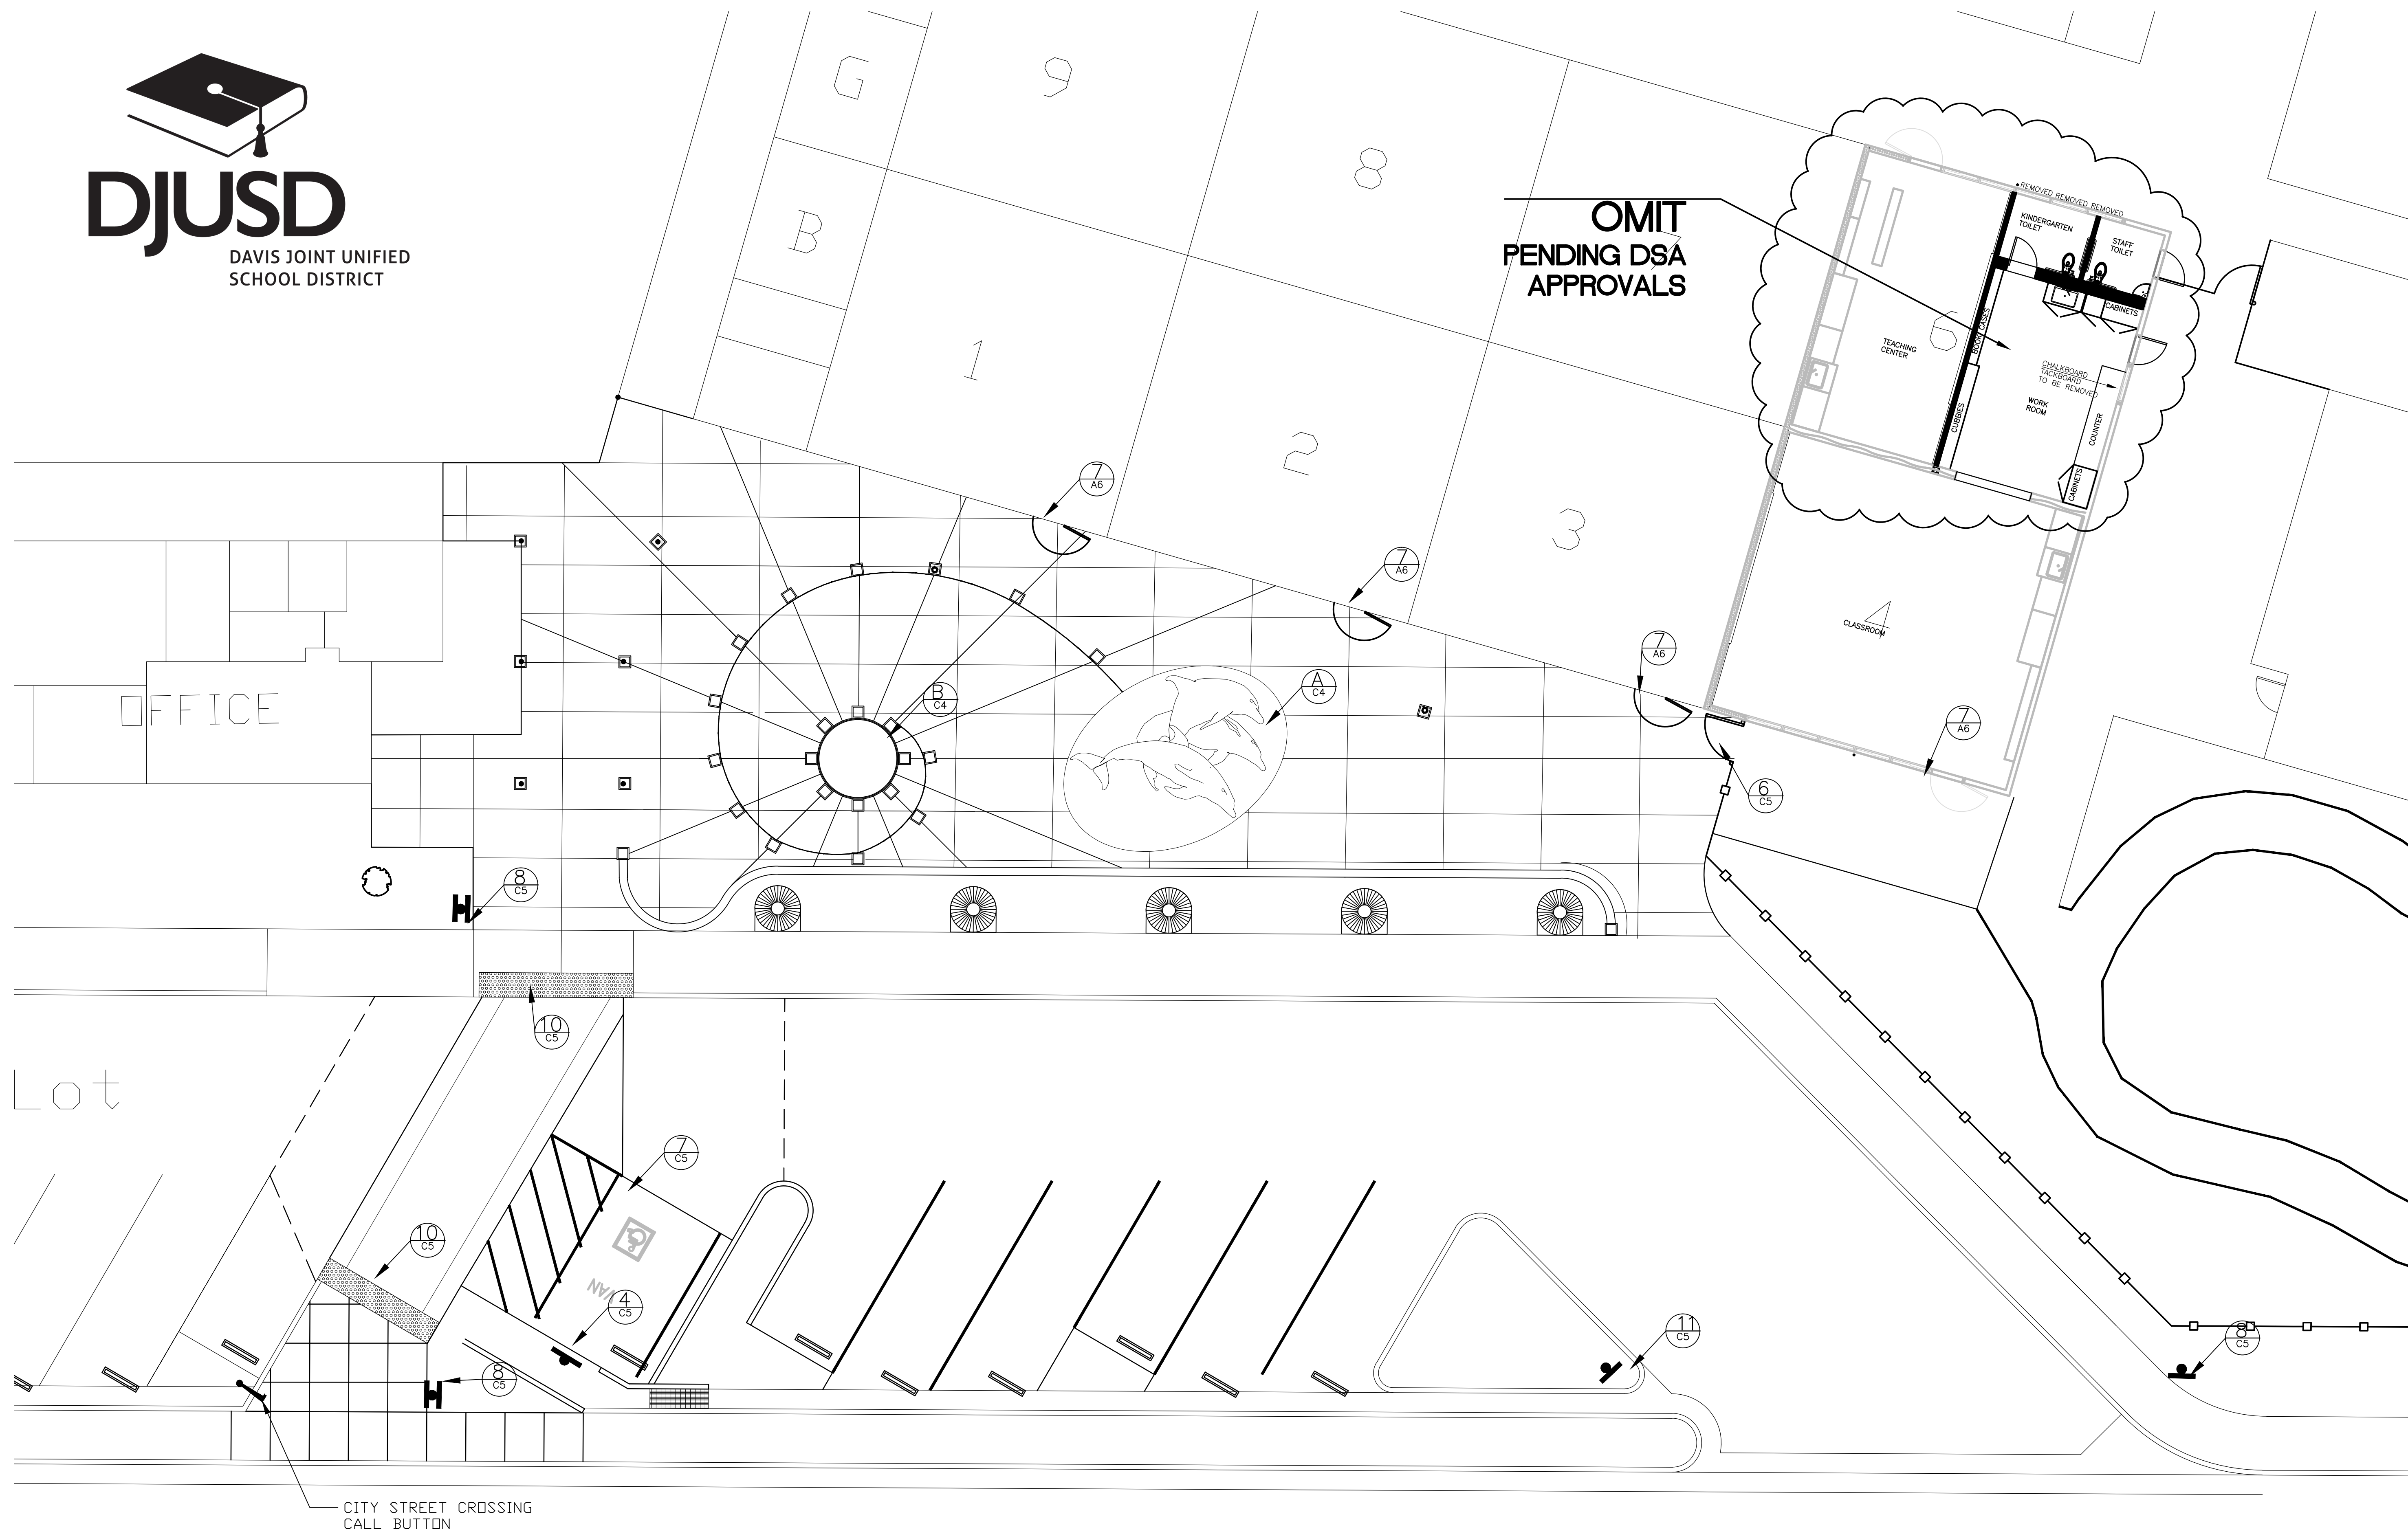 DJUSD
DAVIS JOINT UNIFIED
SCHOOL DISTRICT
G
9
8
B
1
2
3
OMIT
PENDING DSA
APPROVALS
7
REMOVED REMOVED REMOVED
KINDERGARTEN
TOILET
STAFF
TOILET
CABINETS
6
BOOK CASES
TEACHING
CENTER
CHALKBOARD
TACKBOARD
TO BE REMOVED
WORK
ROOM
CUBBIES
COUNTER
CABINETS
4
CLASSROOM
7
A6
7
A6
7
A6
7
A6
6
C5
A
C4
B
C4
OFFICE
8
C5
10
C5
Lot
7
C5
10
C5
VAN
4
C5
8
C5
11
C5
8
C5
CITY STREET CROSSING
CALL BUTTON